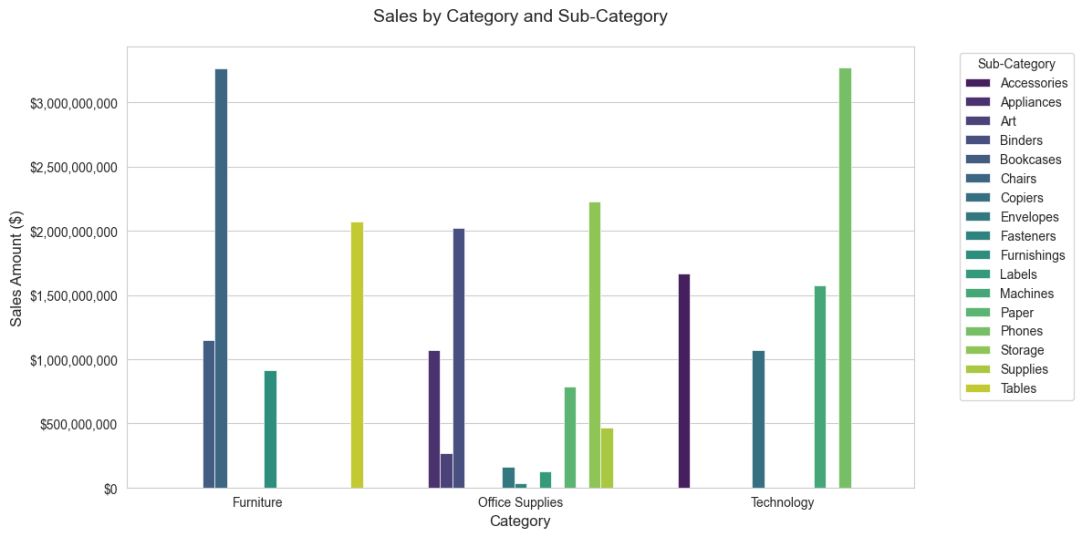 Sales by Category and Sub-Category
Sales Amount ($)
$3,000,000,000
$2,500,000,000
$2,000,000,000
$1,500,000,000
$1,000,000,000
$500,000,000
$0
Furniture
Office Supplies
Technology
Category
Sub-Category
Accessories
Appliances
Art
Binders
Bookcases
Chairs
Copiers
Envelopes
Fasteners
Furnishings
Labels
Machines
Paper
Phones
Storage
Supplies
Tables